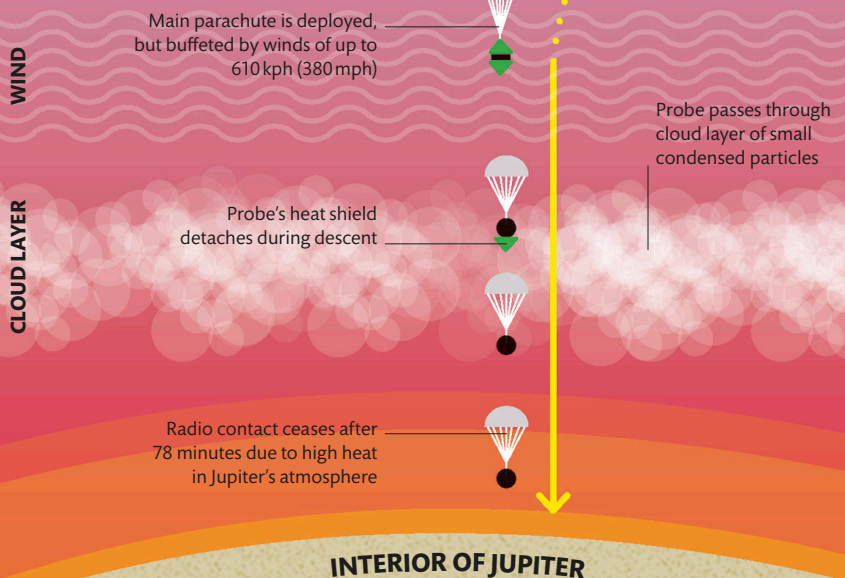 Main parachute is deployed,
but buffeted by winds of up to
610 kph (380 mph)
WIND
Probe passes through
cloud layer of small
condensed particles
Probe's heat shield
detaches during descent
CLOUD LAYER
Radio contact ceases after
78 minutes due to high heat
in Jupiter's atmosphere
INTERIOR OF JUPITER